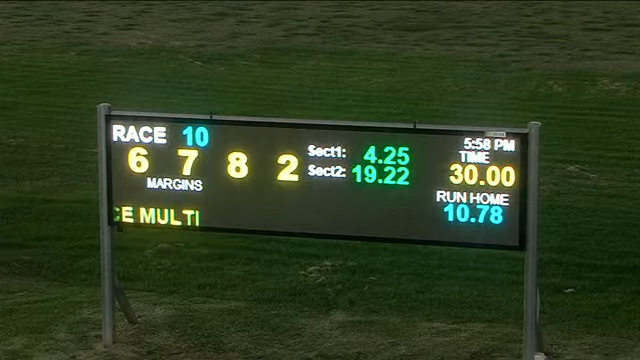 RACE 10
6 7 8 2
MARGINS
CE MULTI
Sect1: 4.25
Sect2: 19.22
5:58 PM
TIME
30.00
RUN HOME
10.78